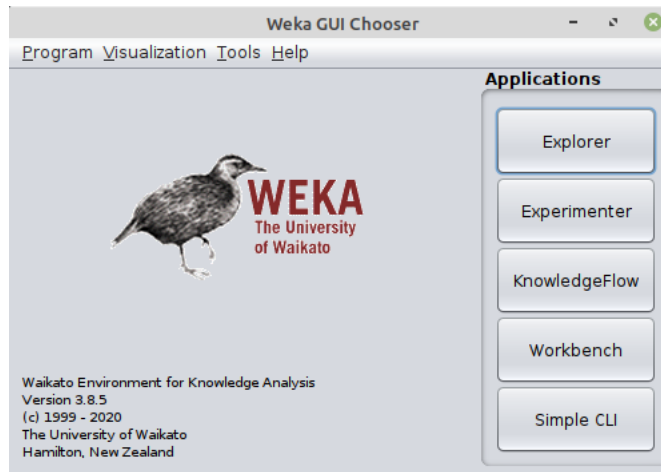 Weka GUI Chooser
Program Visualization Tools Help
Applications
Explorer
Experimenter
KnowledgeFlow
Workbench
Simple CLI
WEKA
The University
of Waikato
Waikato Environment for Knowledge Analysis
Version 3.8.5
(c) 1999 - 2020
The University of Waikato
Hamilton, New Zealand